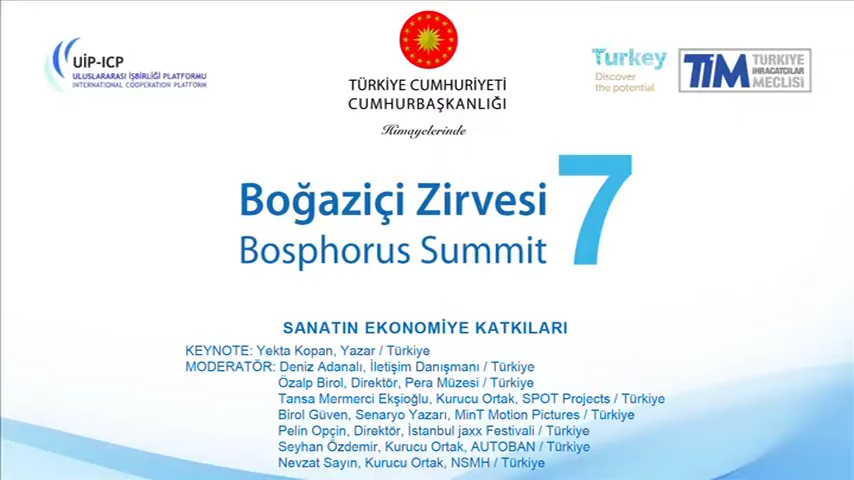 UİP-ICP
ULUSLARARASI İŞBİRLİĞİ PLATFORMU
INTERNATIONAL COOPERATION PLATFORM
TÜRKİYE CUMHURİYETİ
CUMHURBAŞKANLIĞI
Himayelerinde
Turkey
Discover
the potential
TİM TÜRKİYE
İHRACATÇILAR
MECLİSİ
Boğaziçi Zirvesi 7
Bosphorus Summit
SANATIN EKONOMİYE KATKILARI
KEYNOTE: Yekta Kopan, Yazar / Türkiye
MODERATÖR: Deniz Adanalı, İletişim Danışmanı / Türkiye
Özalp Birol, Direktör, Pera Müzesi / Türkiye
Tansa Mermerci Ekşioğlu, Kurucu Ortak, SPOT Projects / Türkiye
Birol Güven, Senaryo Yazarı, MinT Motion Pictures / Türkiye
Pelin Opçin, Direktör, İstanbul jaxx Festivali / Türkiye
Seyhan Özdemir, Kurucu Ortak, AUTOBAN / Türkiye
Nevzat Sayın, Kurucu Ortak, NSMH / Türkiye